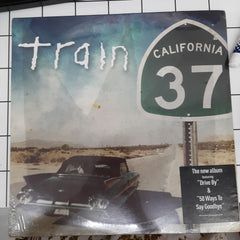 train
CALIFORNIA
37
The new album
featuring
"Drive By"
&
"50 Ways To
Say Goodbye"